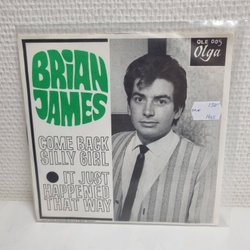 OLE 005
Olga
BRIAN
JAMES
COME BACK
SILLY GIRL
IT JUST
HAPPENED
THAT WAY